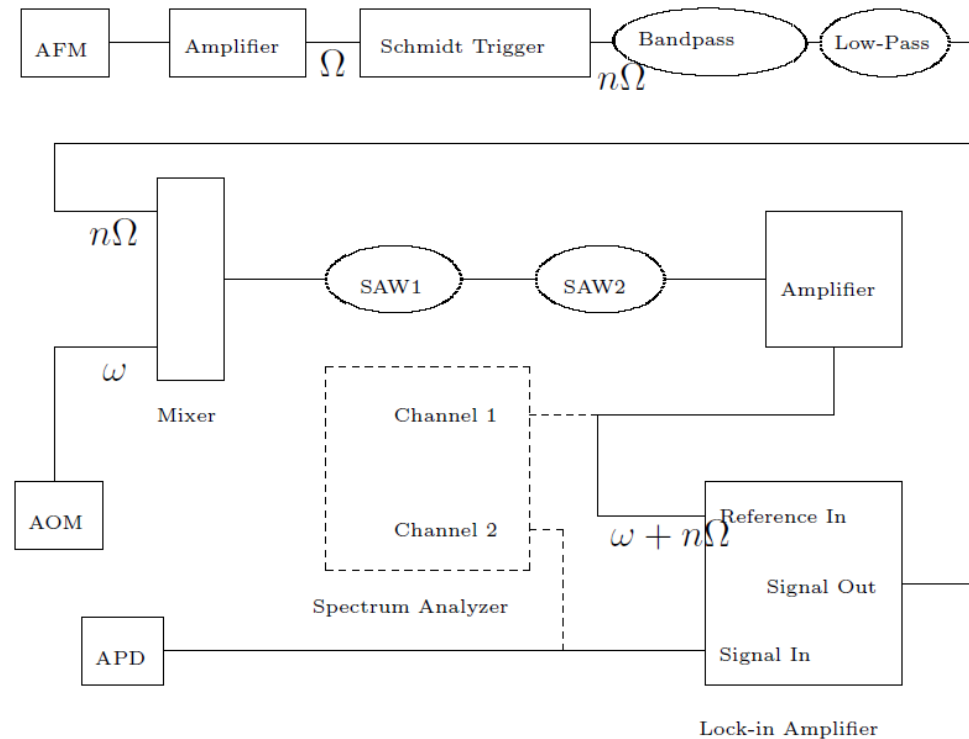 AFM
Amplifier
Ω
Schmidt Trigger
nΩ
Bandpass
Low-Pass
nΩ
ω
Mixer
SAW1
SAW2
Amplifier
AOM
Channel 1
Channel 2
Spectrum Analyzer
ω + nΩ
Reference In
Signal Out
Signal In
APD
Lock-in Amplifier